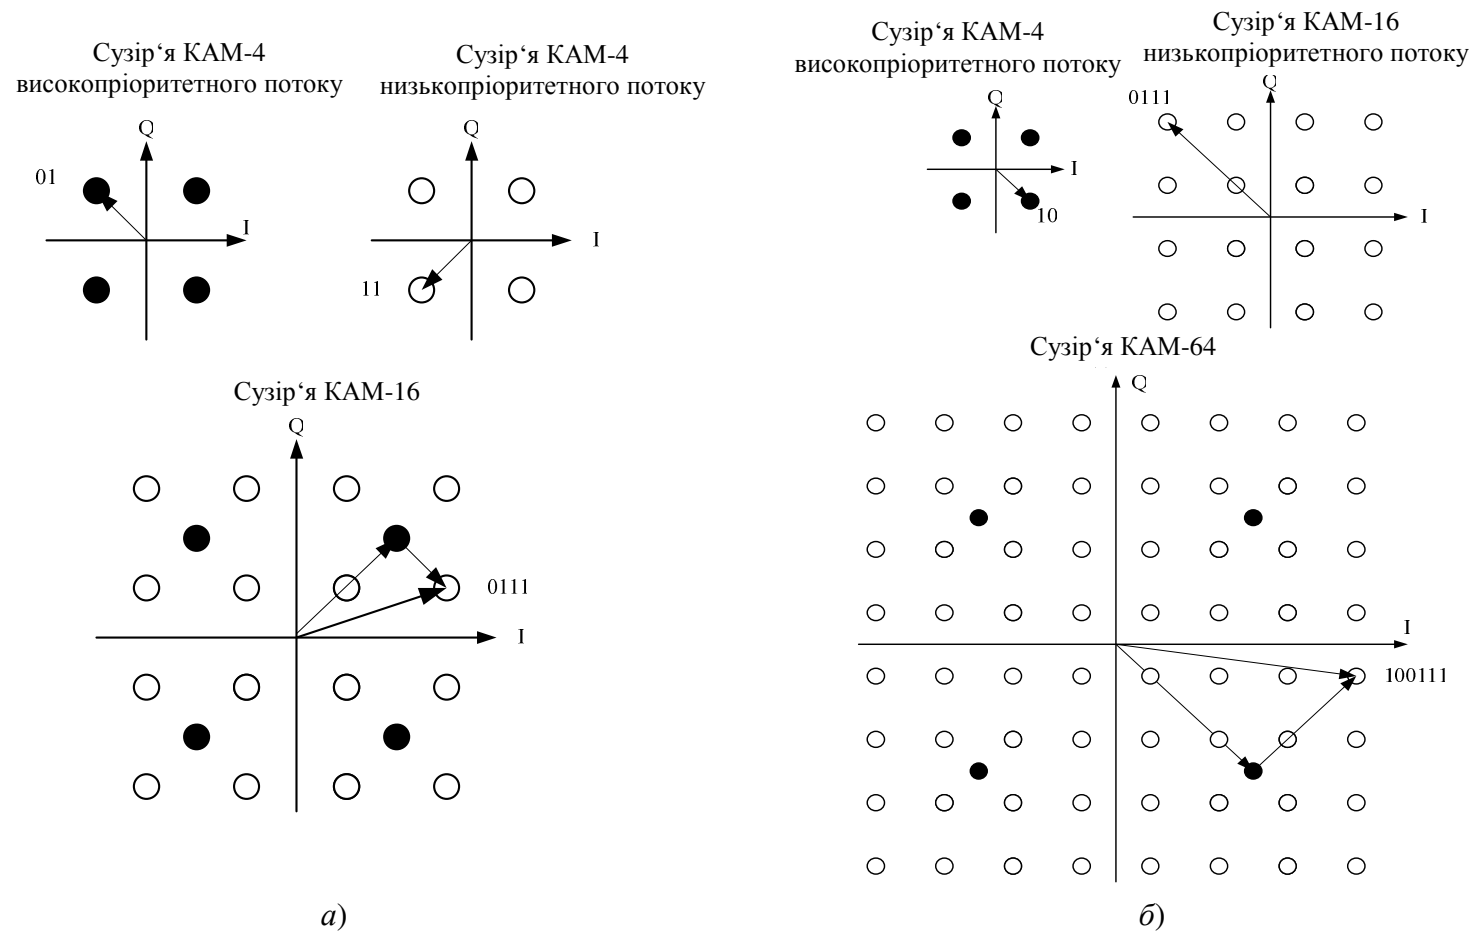 Сузір‘я КАМ-4
високопріоритетного потоку
Сузір‘я КАМ-4
низькопріоритетного потоку
Q
01
I
Q
I
11
Сузір‘я КАМ-16
Q
0111
I
а)
Сузір‘я КАМ-4
високопріоритетного потоку
Сузір‘я КАМ-16
низькопріоритетного потоку
Q
I
10
Q
0111
I
Сузір‘я КАМ-64
Q
I
100111
б)